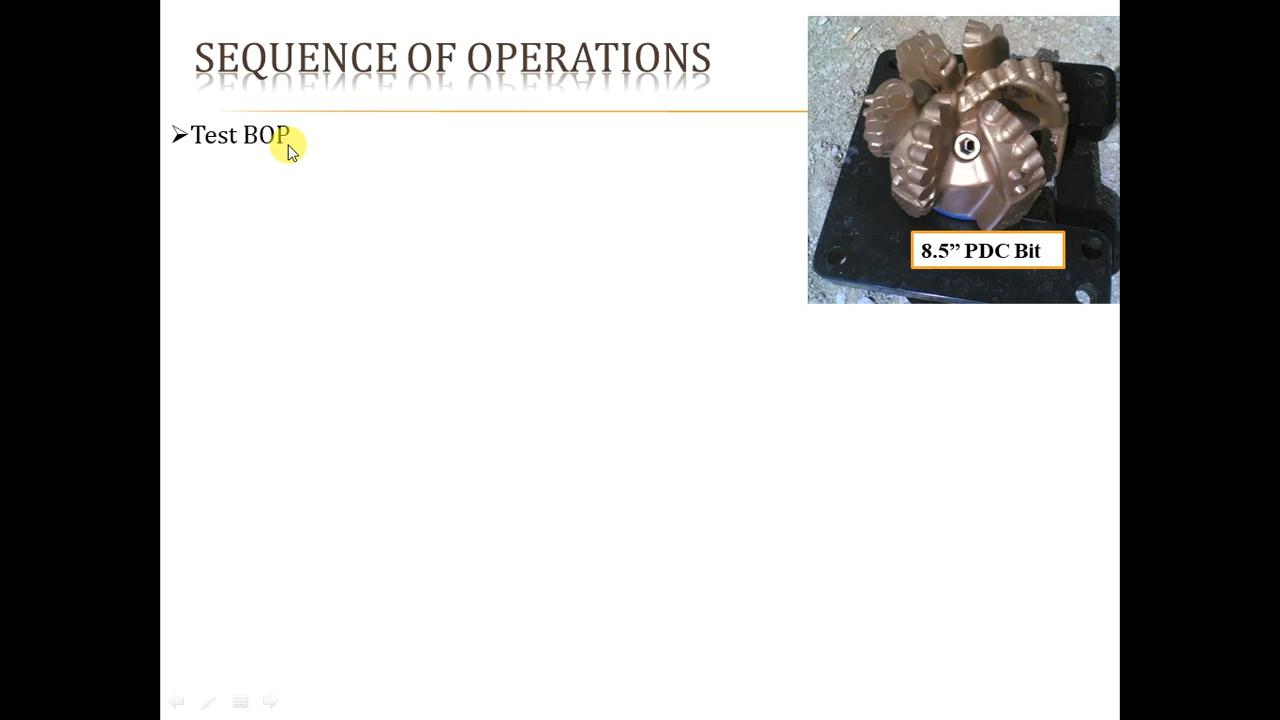 SEQUENCE OF OPERATIONS
➢Test BOP
8.5” PDC Bit